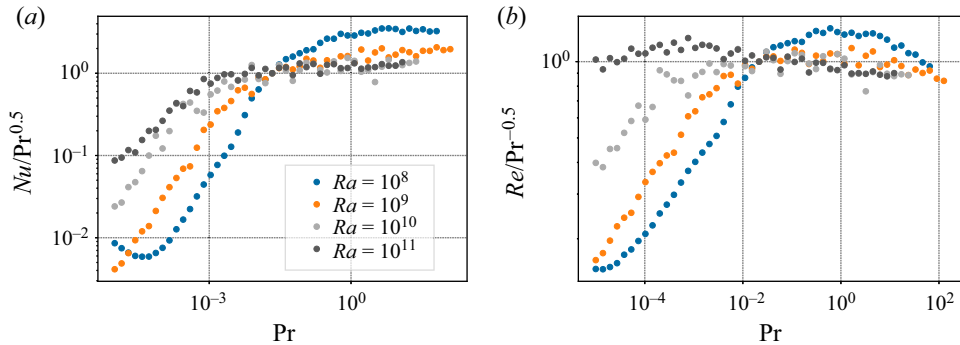 (a)
Nu/Pr^0.5
10^0
10^−1
10^−2
Ra = 10^8
Ra = 10^9
Ra = 10^10
Ra = 10^11
10^−3
10^0
Pr
(b)
Re/Pr^−0.5
10^0
10^−4
10^−2
10^0
10^2
Pr